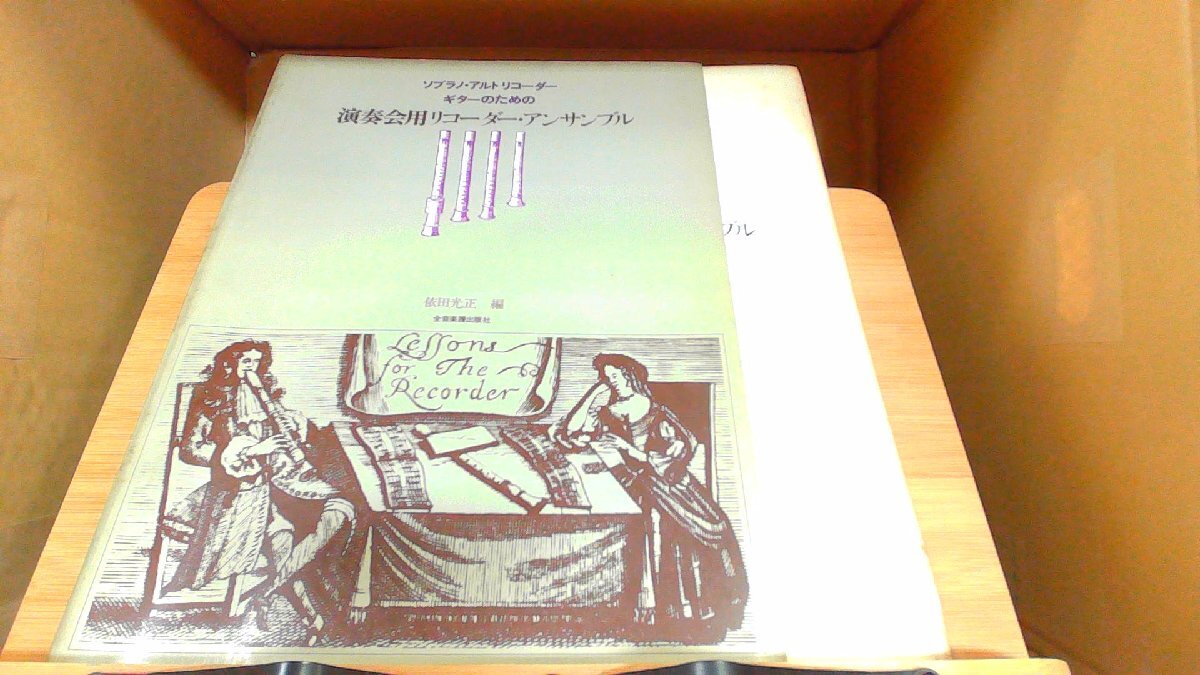 ソプラノ・アルトリコーダー
ギターのための
演奏会用リコーダー・アンサンブル
依田光正 編
全音楽譜出版社
Lessons
for The
Recorder
ブル